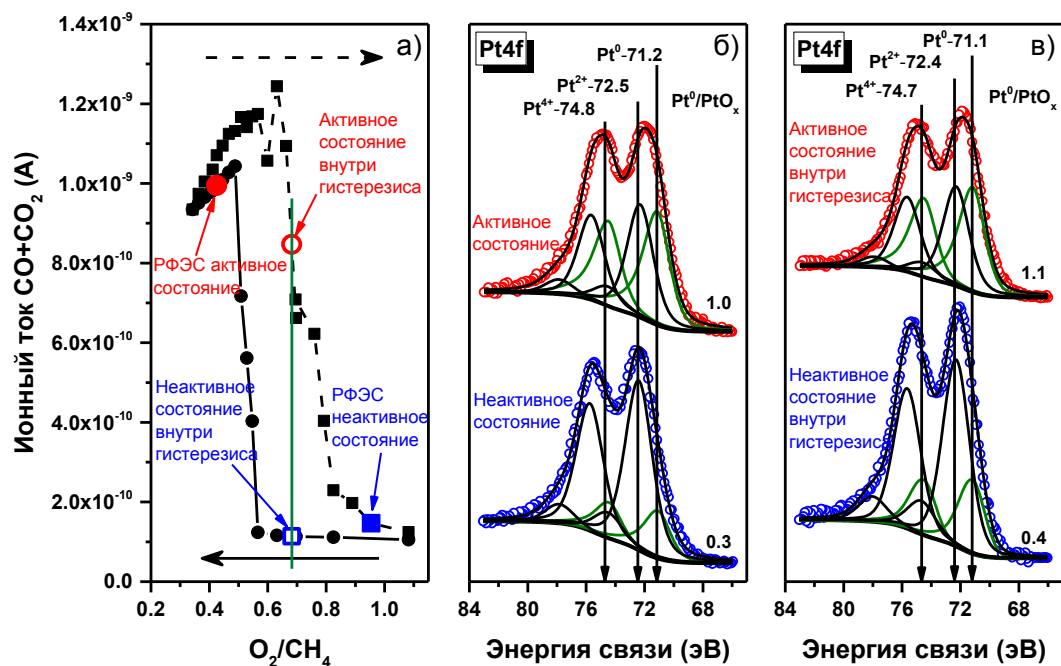 а)
1.4x10⁻⁹
1.2x10⁻⁹
1.0x10⁻⁹
8.0x10⁻¹⁰
6.0x10⁻¹⁰
4.0x10⁻¹⁰
2.0x10⁻¹⁰
0.0
Ионный ток CO+CO₂ (А)
0.2 0.4 0.6 0.8 1.0
O₂/CH₄
Активное
состояние
внутри
гистерезиса
РФЭС активное
состояние
Неактивное
состояние
внутри
гистерезиса
РФЭС
неактивное
состояние
б)
Pt4f
Pt⁰-71.2
Pt²⁺-72.5
Pt⁴⁺-74.8
Pt⁰/PtOₓ
Активное
состояние
1.0
Неактивное
состояние
0.3
84 80 76 72 68
Энергия связи (эВ)
в)
Pt4f
Pt⁰-71.1
Pt²⁺-72.4
Pt⁴⁺-74.7
Pt⁰/PtOₓ
Активное
состояние
внутри
гистерезиса
1.1
Неактивное
состояние
внутри
гистерезиса
0.4
84 80 76 72 68
Энергия связи (эВ)